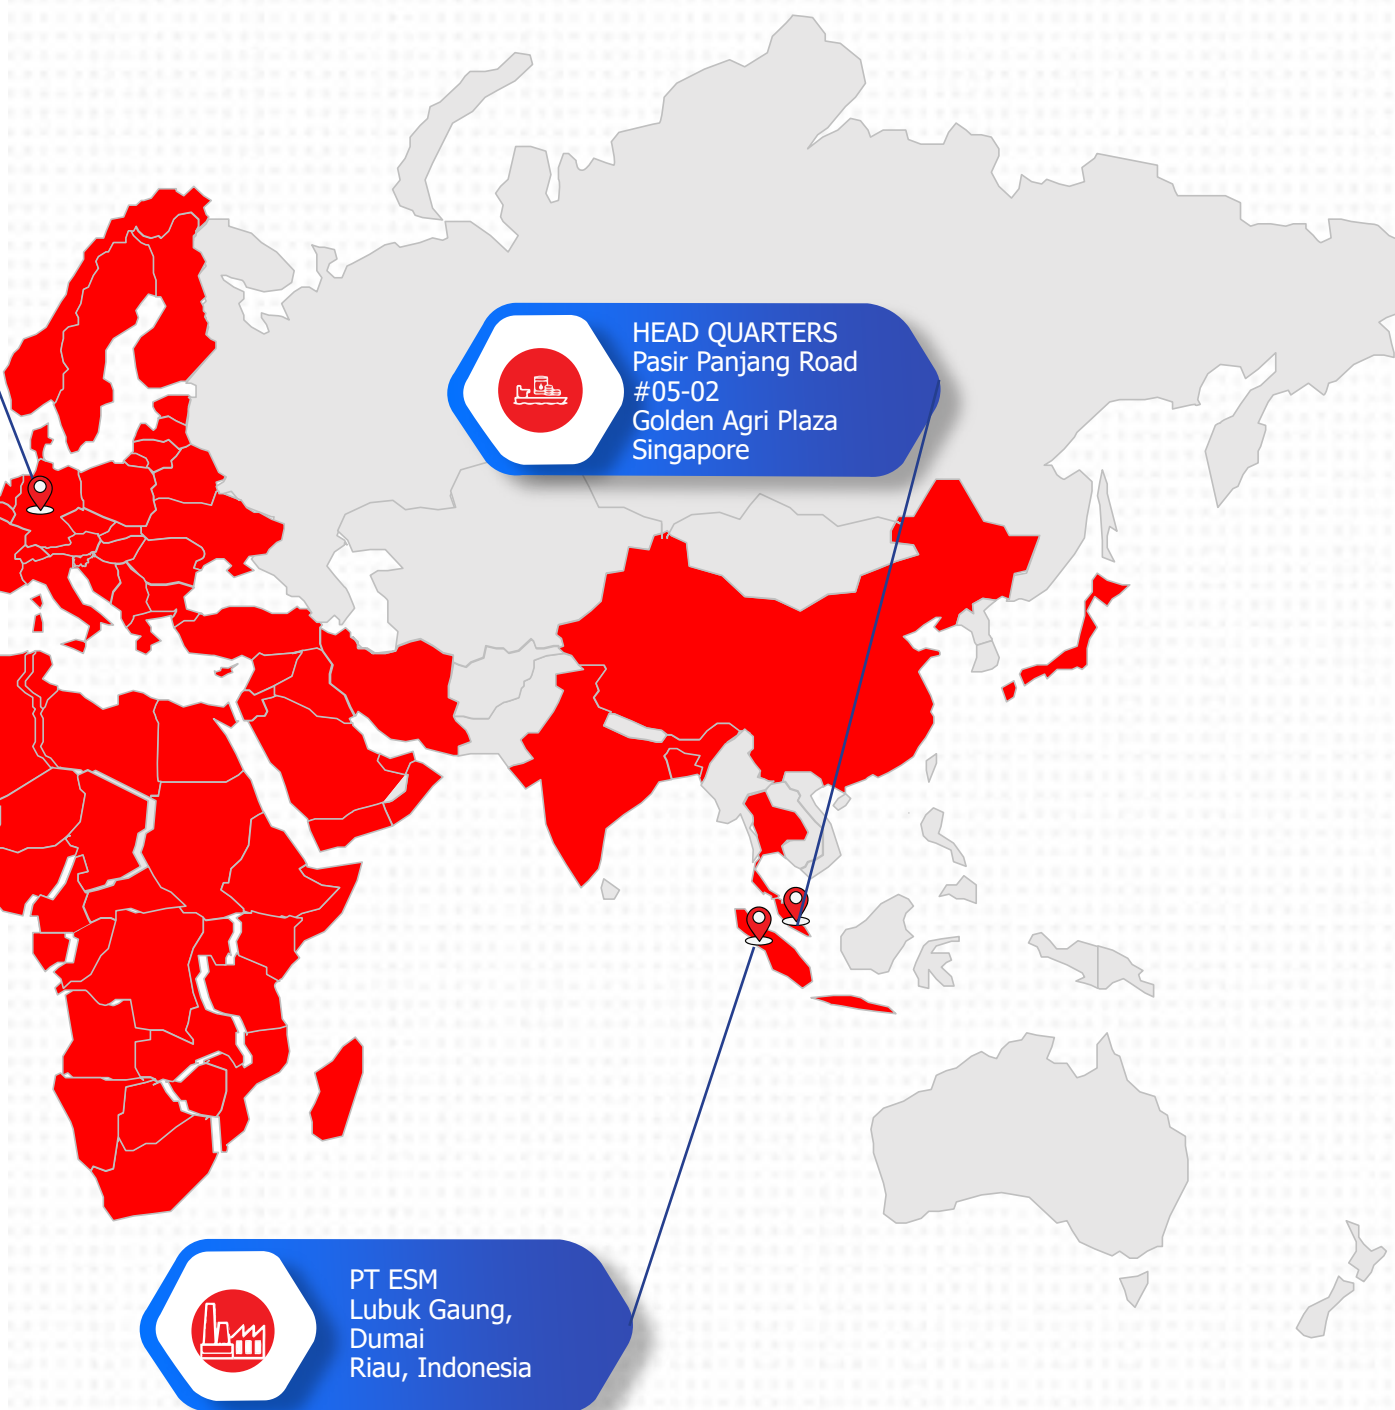 HEAD QUARTERS
Pasir Panjang Road
#05-02
Golden Agri Plaza
Singapore
PT ESM
Lubuk Gaung,
Dumai
Riau, Indonesia